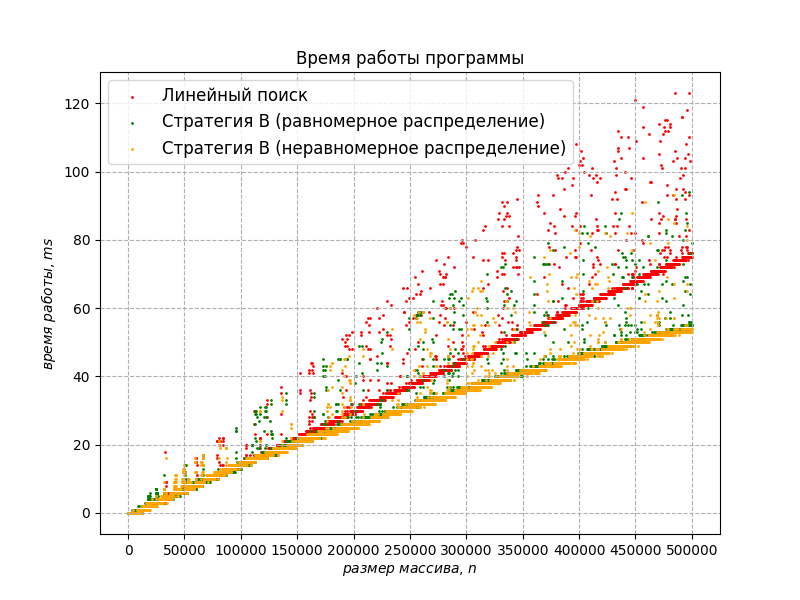 Время работы программы
Линейный поиск
Стратегия В (равномерное распределение)
Стратегия В (неравномерное распределение)
120
100
80
60
40
20
0
время работы, ms
0 50000 100000 150000 200000 250000 300000 350000 400000 450000 500000
размер массива, n